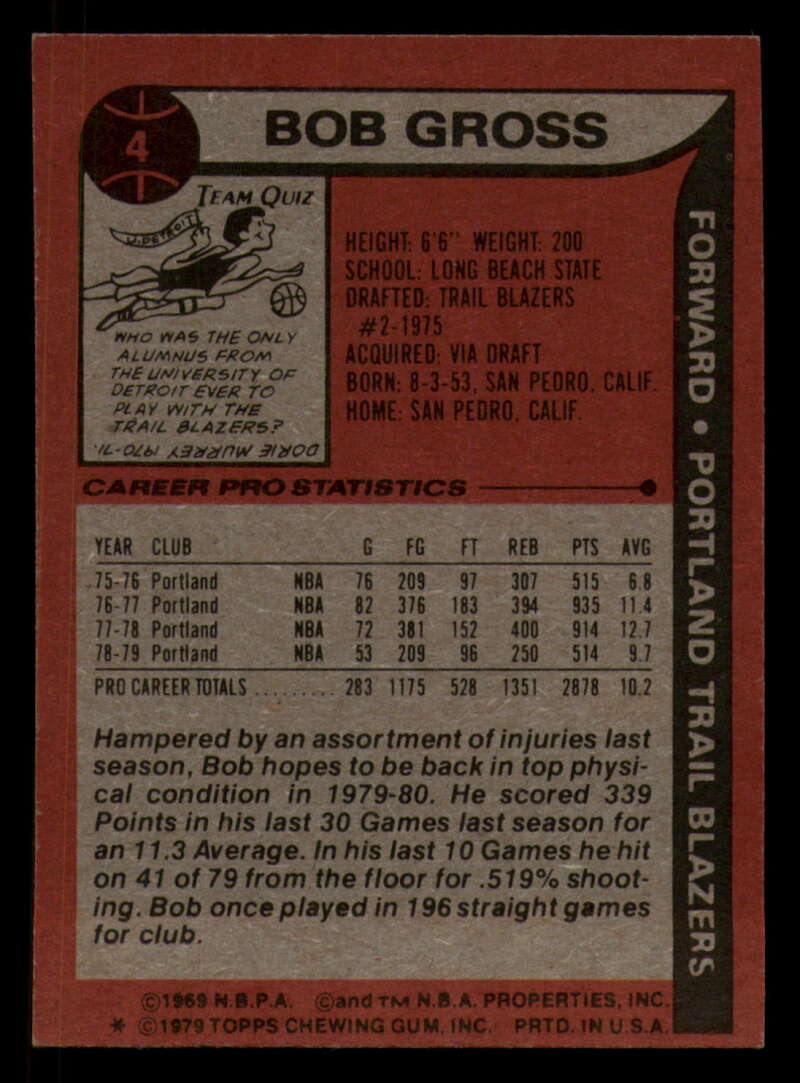 4
BOB GROSS
TEAM QUIZ
U. DETROIT
WHO WAS THE ONLY
ALUMNUS FROM
THE UNIVERSITY OF
DETROIT EVER TO
PLAY WITH THE
TRAIL BLAZERS?
DORIE MURREY 1970-71.
HEIGHT: 6'6" WEIGHT: 200
SCHOOL: LONG BEACH STATE
DRAFTED: TRAIL BLAZERS
#2-1975
ACQUIRED: VIA DRAFT
BORN: 8-3-53, SAN PEDRO, CALIF.
HOME: SAN PEDRO, CALIF.
FORWARD • PORTLAND TRAIL BLAZERS
CAREER PRO STATISTICS
YEAR CLUB G FG FT REB PTS AVG
75-76 Portland NBA 76 209 97 307 515 6.8
76-77 Portland NBA 82 376 183 394 935 11.4
77-78 Portland NBA 72 381 152 400 914 12.7
78-79 Portland NBA 53 209 96 250 514 9.7
PRO CAREER TOTALS ......... 283 1175 528 1351 2878 10.2
Hampered by an assortment of injuries last
season, Bob hopes to be back in top physi-
cal condition in 1979-80. He scored 339
Points in his last 30 Games last season for
an 11.3 Average. In his last 10 Games he hit
on 41 of 79 from the floor for .519% shoot-
ing. Bob once played in 196 straight games
for club.
©1969 N.B.P.A. ©and TM N.B.A. PROPERTIES, INC.
* ©1979 TOPPS CHEWING GUM, INC. PRTD. IN U.S.A.